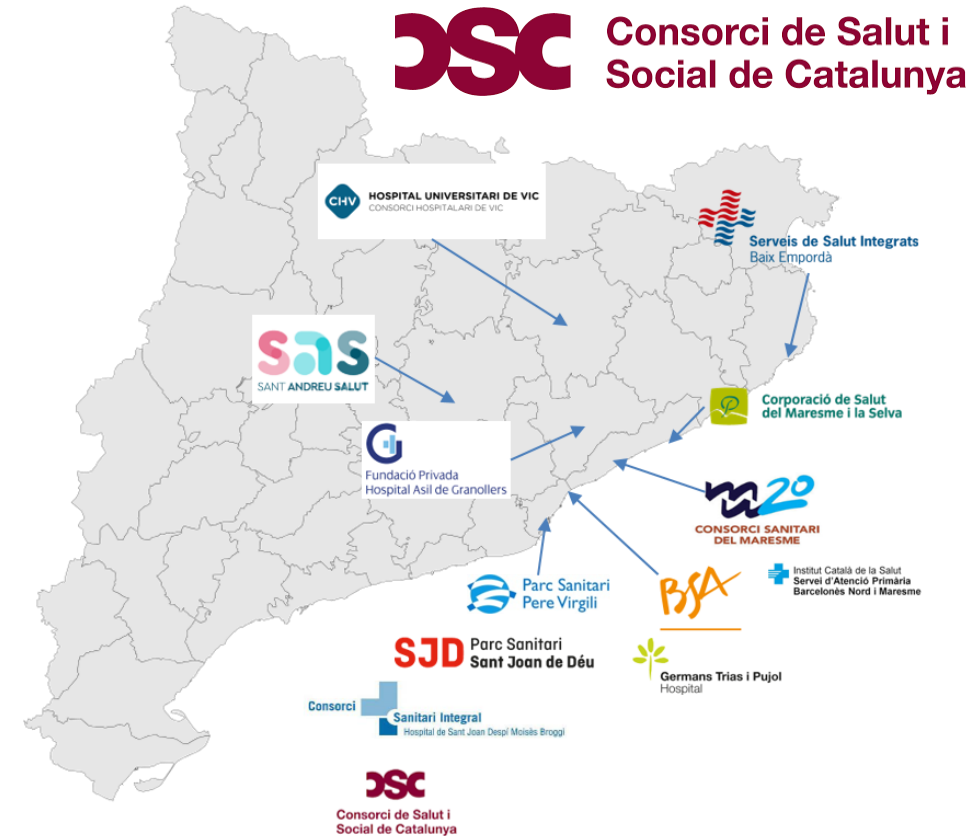 CSC
Consorci de Salut i
Social de Catalunya
CHV
HOSPITAL UNIVERSITARI DE VIC
CONSORCI HOSPITALARI DE VIC
Serveis de Salut Integrats
Baix Empordà
sas
SANT ANDREU SALUT
Corporació de Salut
del Maresme i la Selva
Fundació Privada
Hospital Asil de Granollers
20
CONSORCI SANITARI
DEL MARESME
Parc Sanitari
Pere Virgili
BSA
Institut Català de la Salut
Servei d'Atenció Primària
Barcelonès Nord i Maresme
SJD
Parc Sanitari
Sant Joan de Déu
Germans Trias i Pujol
Hospital
Consorci
Sanitari Integral
Hospital de Sant Joan Despí Moisès Broggi
CSC
Consorci de Salut i
Social de Catalunya